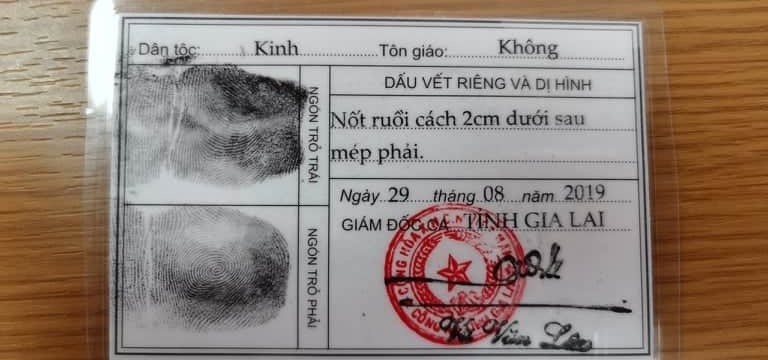 Dân tộc: Kinh Tôn giáo: Không
DẤU VẾT RIÊNG VÀ DỊ HÌNH
NGÓN TRỎ TRÁI
Nốt ruồi cách 2cm dưới sau
mép phải.
Ngày 29 tháng 08 năm 2019
GIÁM ĐỐC CA TỈNH GIA LAI
NGÓN TRỎ PHẢI